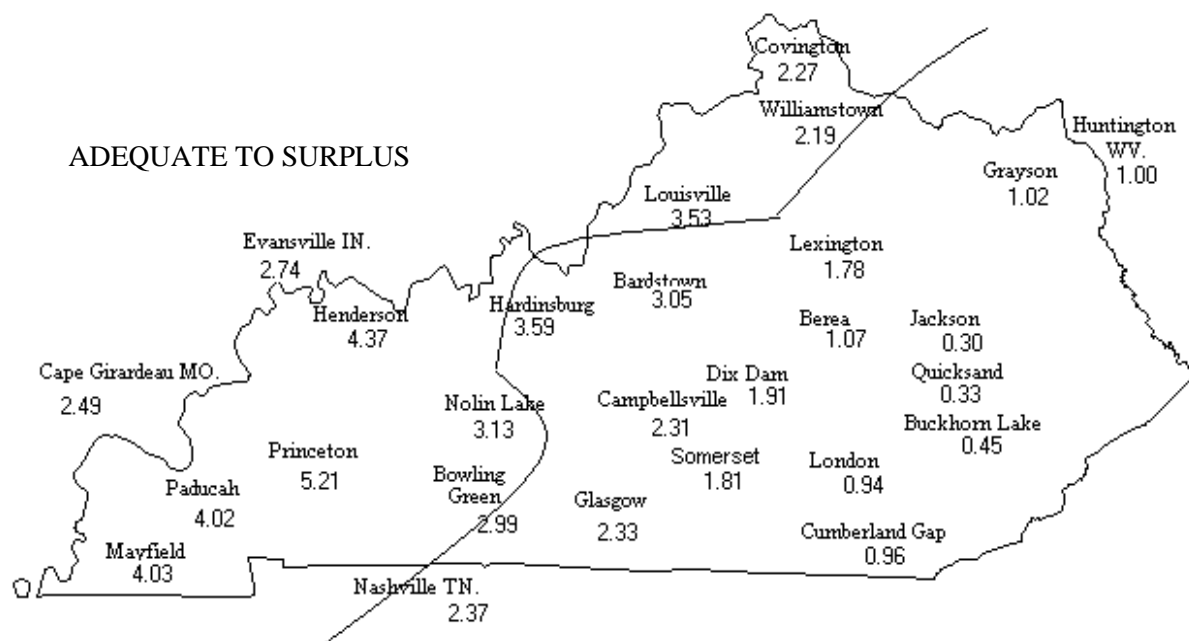 Covington
2.27
Williamstown
2.19
Huntington
WV.
1.00
ADEQUATE TO SURPLUS
Grayson
1.02
Louisville
3.53
Evansville IN.
2.74
Lexington
1.78
Bardstown
3.05
Hardinsburg
3.59
Henderson
4.37
Berea
1.07
Jackson
0.30
Cape Girardeau MO.
2.49
Dix Dam
1.91
Quicksand
0.33
Nolin Lake
3.13
Campbellsville
2.31
Buckhorn Lake
0.45
Princeton
5.21
Somerset
1.81
London
0.94
Paducah
4.02
Bowling
Green
2.99
Glasgow
2.33
Cumberland Gap
0.96
Mayfield
4.03
Nashville TN.
2.37